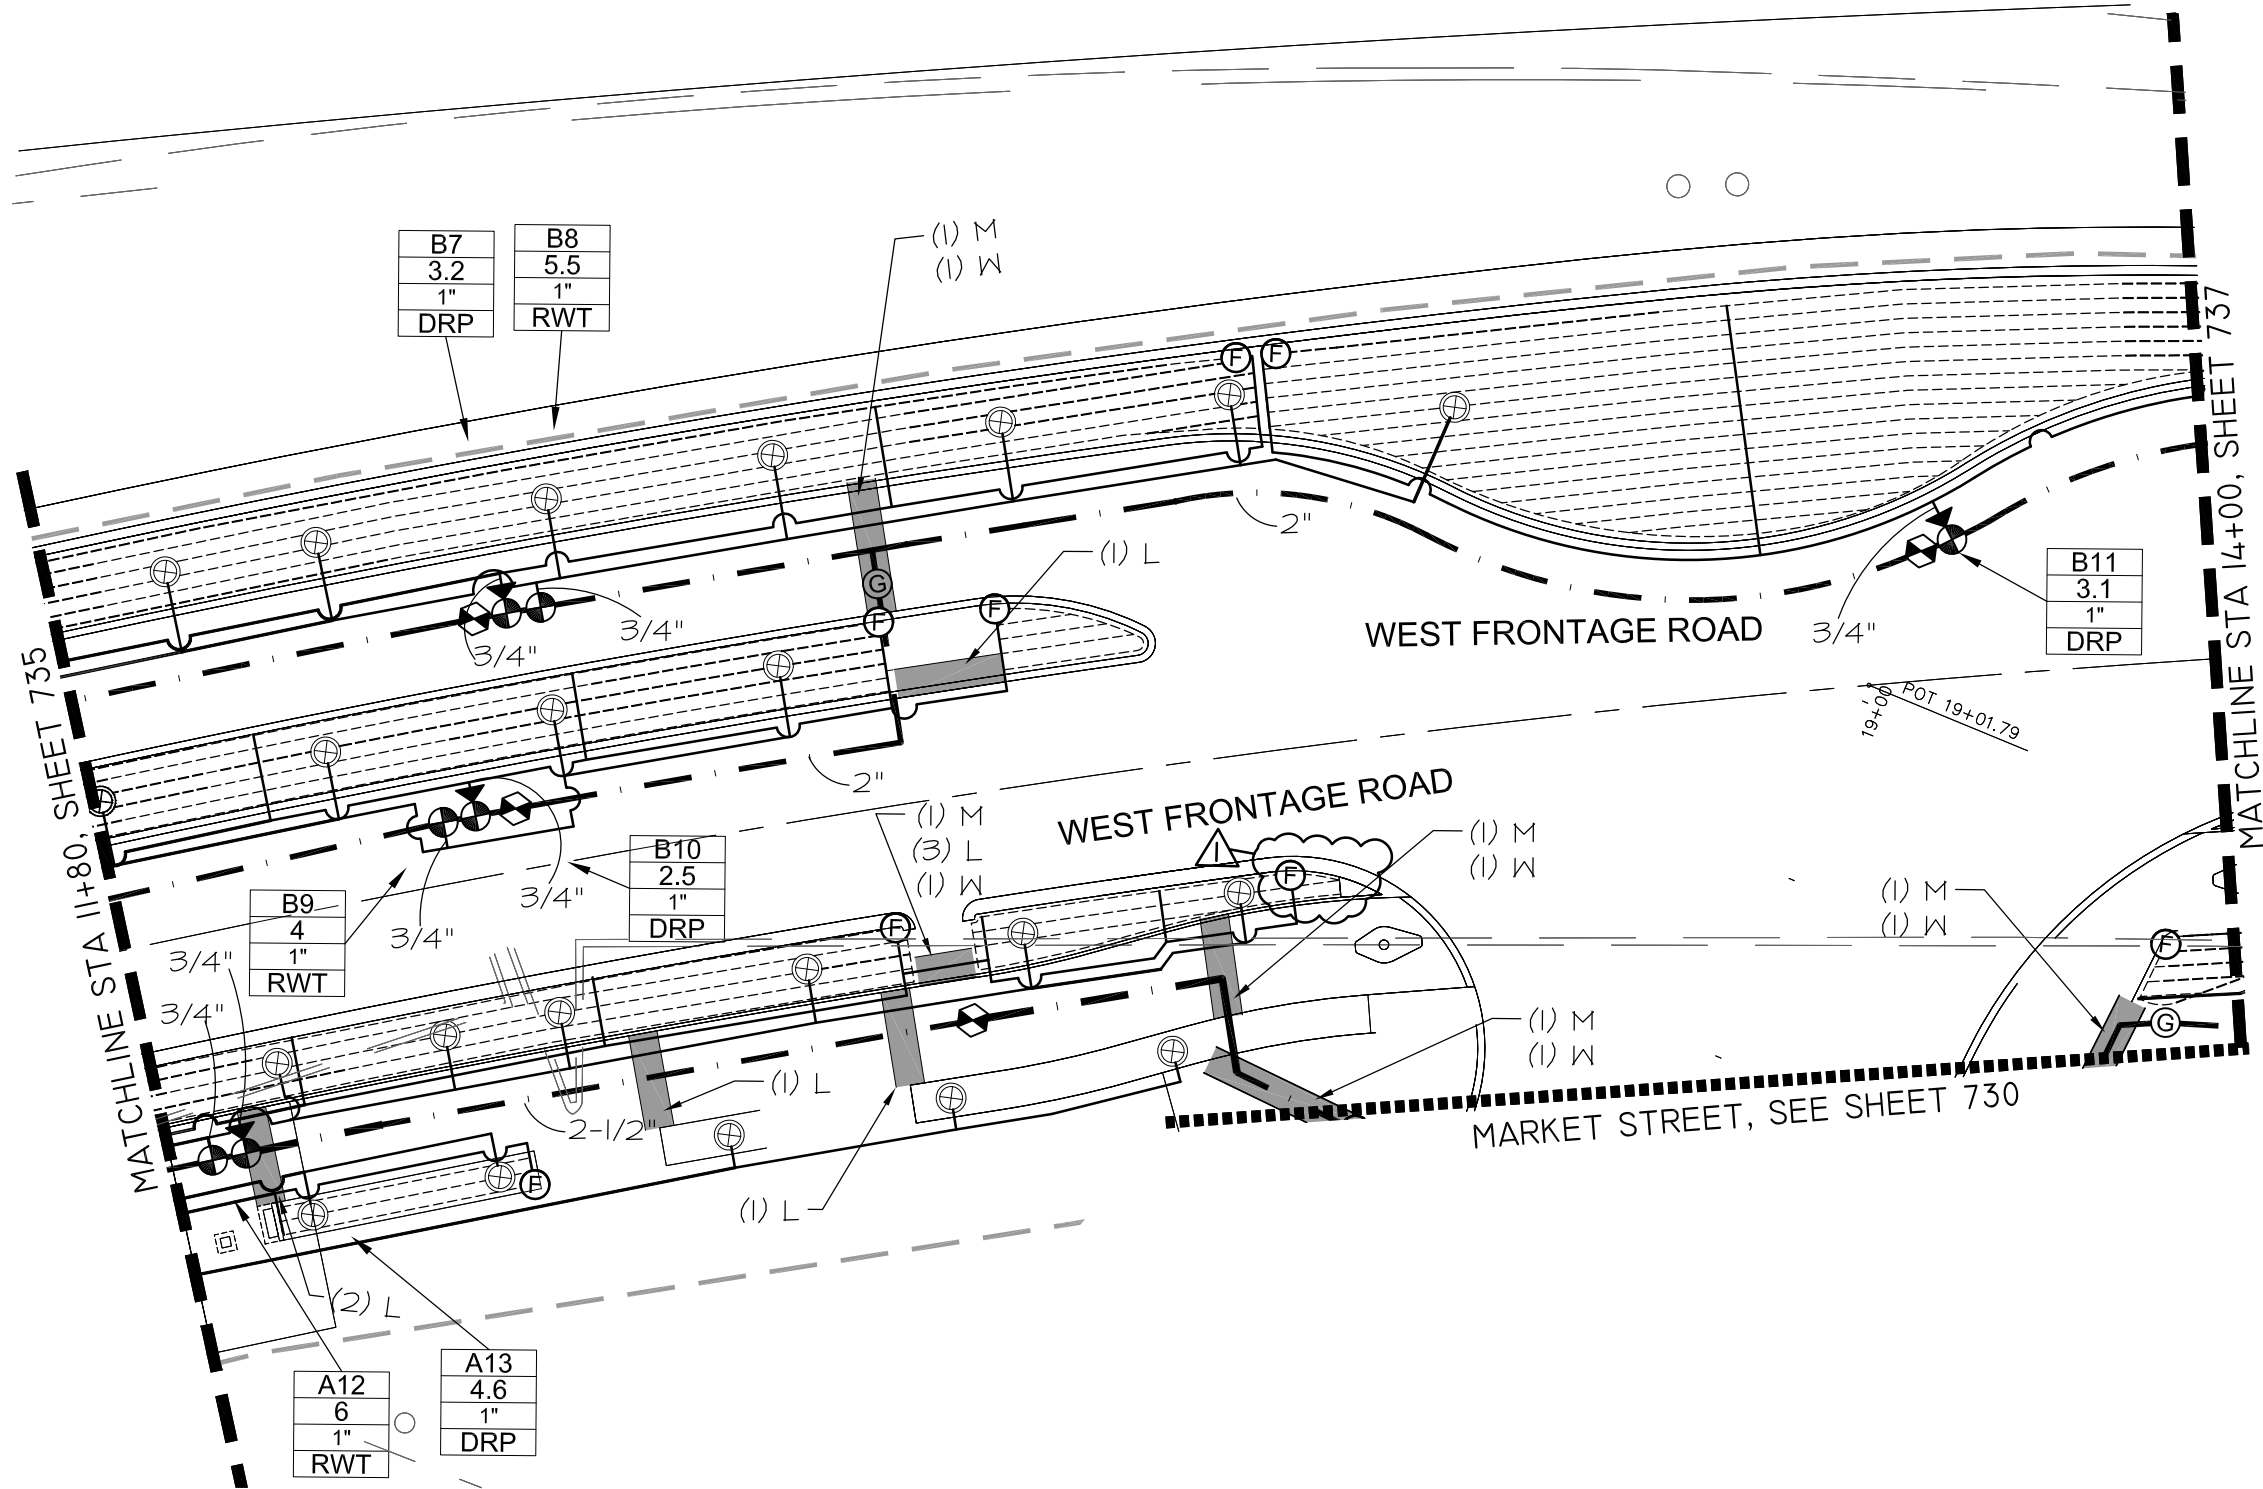 B7
3.2
1"
DRP
B8
5.5
1"
RWT
(1) M
(1) W
F
F
2"
(1) L
G
F
F
3/4"
3/4"
WEST FRONTAGE ROAD
3/4"
B11
3.1
1"
DRP
19+00
POT 19+01.79
MATCHLINE STA 14+00, SHEET 737
MATCHLINE STA 11+80, SHEET 735
2"
WEST FRONTAGE ROAD
3/4"
3/4"
B9
4
1"
RWT
B10
2.5
1"
DRP
(1) M
(3) L
(1) W
F
1
F
(1) M
(1) W
(1) M
(1) W
F
G
3/4"
3/4"
2-1/2"
(1) L
(1) M
(1) W
MARKET STREET, SEE SHEET 730
F
(1) L
(2) L
A12
6
1"
RWT
A13
4.6
1"
DRP